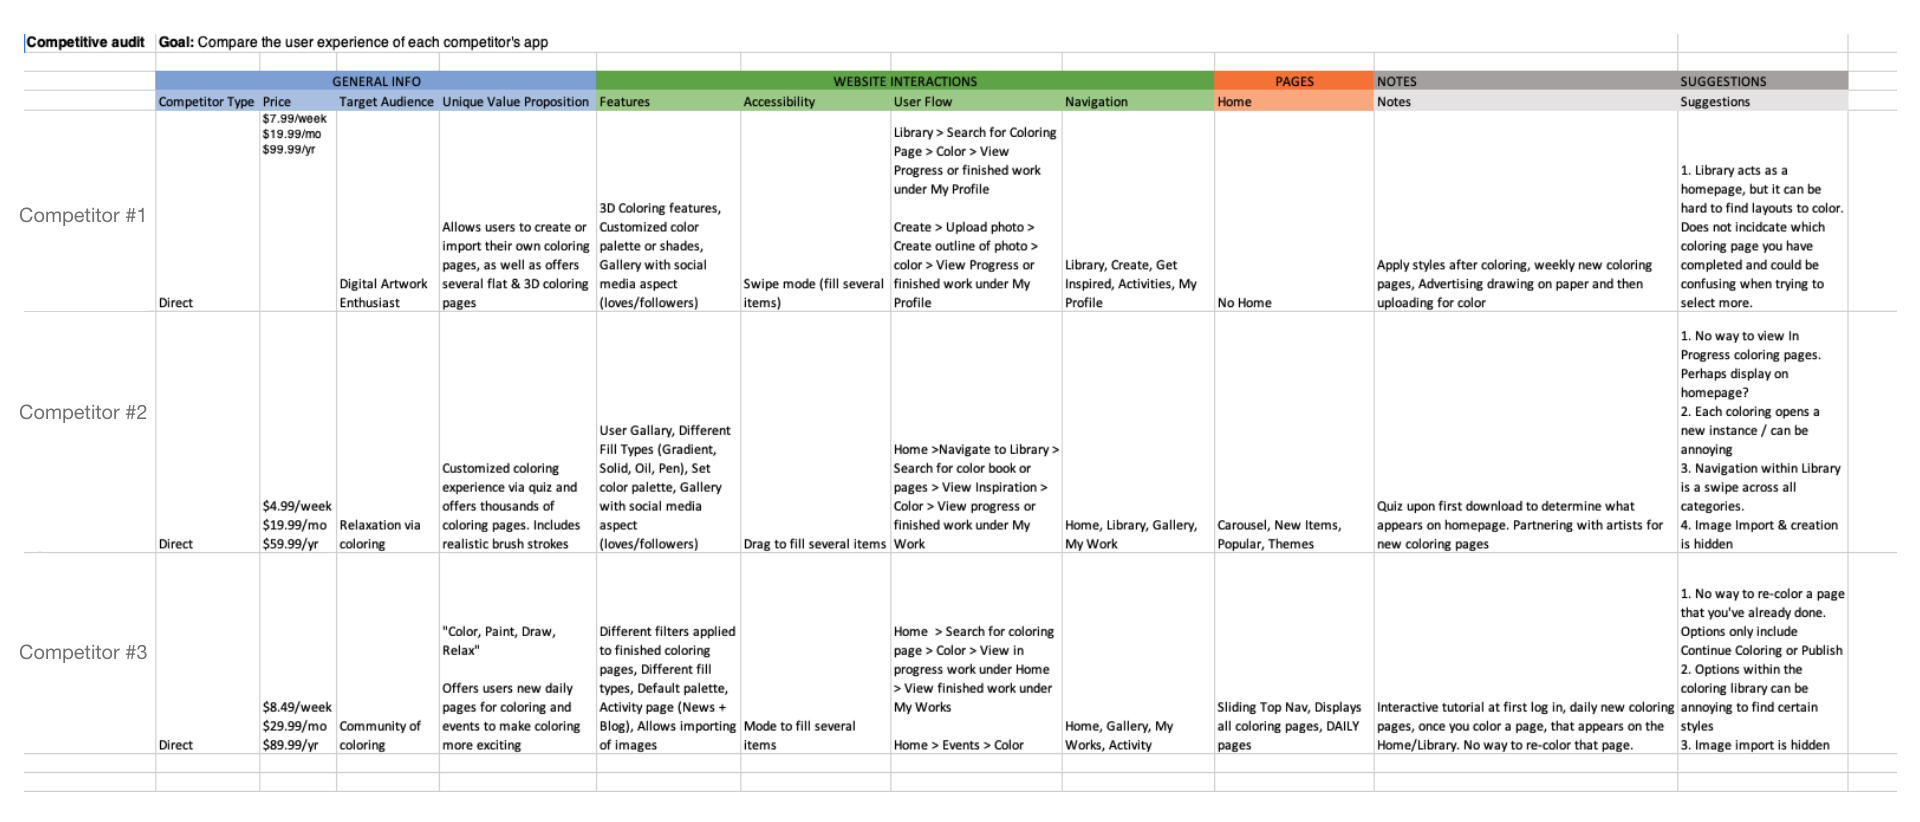 Competitive audit
Goal: Compare the user experience of each competitor's app
GENERAL INFO
WEBSITE INTERACTIONS
PAGES
NOTES
SUGGESTIONS
Competitor Type
Price
Target Audience
Unique Value Proposition
Features
Accessibility
User Flow
Navigation
Home
Notes
Suggestions
Competitor #1
Direct
$7.99/week
$19.99/mo
$99.99/yr
Digital Artwork
Enthusiast
Allows users to create or
import their own coloring
pages, as well as offers
several flat & 3D coloring
pages
3D Coloring features,
Customized color
palette or shades,
Gallery with social
media aspect
(loves/followers)
Swipe mode (fill several
items)
Library > Search for Coloring
Page > Color > View
Progress or finished work
under My Profile
Create > Upload photo >
Create outline of photo >
color > View Progress or
finished work under My
Profile
Library, Create, Get
Inspired, Activities, My
Profile
No Home
Apply styles after coloring, weekly new coloring
pages, Advertising drawing on paper and then
uploading for color
1. Library acts as a
homepage, but it can be
hard to find layouts to color.
Does not incidcate which
coloring page you have
completed and could be
confusing when trying to
select more.
Competitor #2
Direct
$4.99/week
$19.99/mo
$59.99/yr
Relaxation via
coloring
Customized coloring
experience via quiz and
offers thousands of
coloring pages. Includes
realistic brush strokes
User Gallary, Different
Fill Types (Gradient,
Solid, Oil, Pen), Set
color palette, Gallery
with social media
aspect
(loves/followers)
Drag to fill several items
Home >Navigate to Library >
Search for color book or
pages > View Inspiration >
Color > View progress or
finished work under My
Work
Home, Library, Gallery,
My Work
Carousel, New Items,
Popular, Themes
Quiz upon first download to determine what
appears on homepage. Partnering with artists for
new coloring pages
1. No way to view In
Progress coloring pages.
Perhaps display on
homepage?
2. Each coloring opens a
new instance / can be
annoying
3. Navigation within Library
is a swipe across all
categories.
4. Image Import & creation
is hidden
Competitor #3
Direct
$8.49/week
$29.99/mo
$89.99/yr
Community of
coloring
"Color, Paint, Draw,
Relax"
Offers users new daily
pages for coloring and
events to make coloring
more exciting
Different filters applied
to finished coloring
pages, Different fill
types, Default palette,
Activity page (News +
Blog), Allows importing
of images
Mode to fill several
items
Home > Search for coloring
page > Color > View in
progress work under Home
> View finished work under
My Works
Home > Events > Color
Home, Gallery, My
Works, Activity
Sliding Top Nav, Displays
all coloring pages, DAILY
pages
Interactive tutorial at first log in, daily new coloring
pages, once you color a page, that appears on the
Home/Library. No way to re-color that page.
1. No way to re-color a page
that you've already done.
Options only include
Continue Coloring or Publish
2. Options within the
coloring library can be
annoying to find certain
styles
3. Image import is hidden